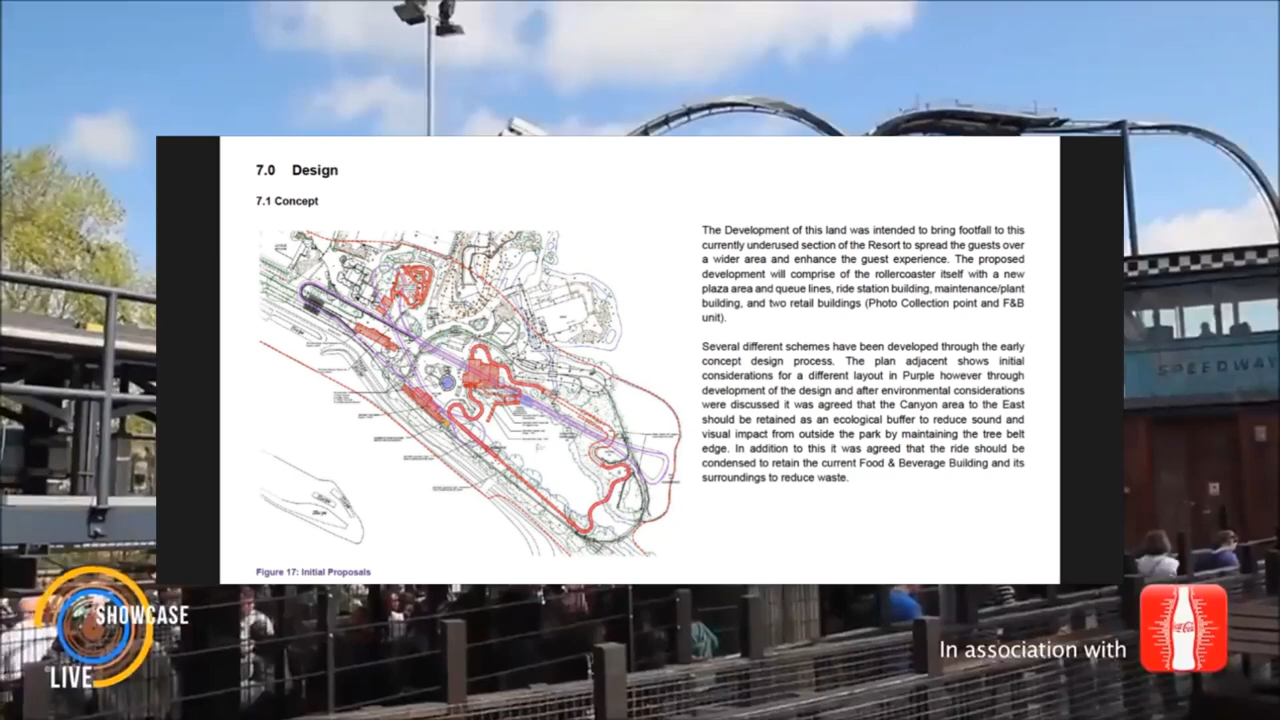 7.0 Design
7.1 Concept
The Development of this land was intended to bring footfall to this
currently underused section of the Resort to spread the guests over
a wider area and enhance the guest experience. The proposed
development will comprise of the rollercoaster itself with a new
plaza area and queue lines, ride station building, maintenance/plant
building, and two retail buildings (Photo Collection point and F&B
unit).
Several different schemes have been developed through the early
concept design process. The plan adjacent shows initial
considerations for a different layout in Purple however through
development of the design and after environmental considerations
were discussed it was agreed that the Canyon area to the East
should be retained as an ecological buffer to reduce sound and
visual impact from outside the park by maintaining the tree belt
edge. In addition to this it was agreed that the ride should be
condensed to retain the current Food & Beverage Building and its
surroundings to reduce waste.
Figure 17: Initial Proposals
SPEEDWAY
SHOWCASE
LIVE
In association with